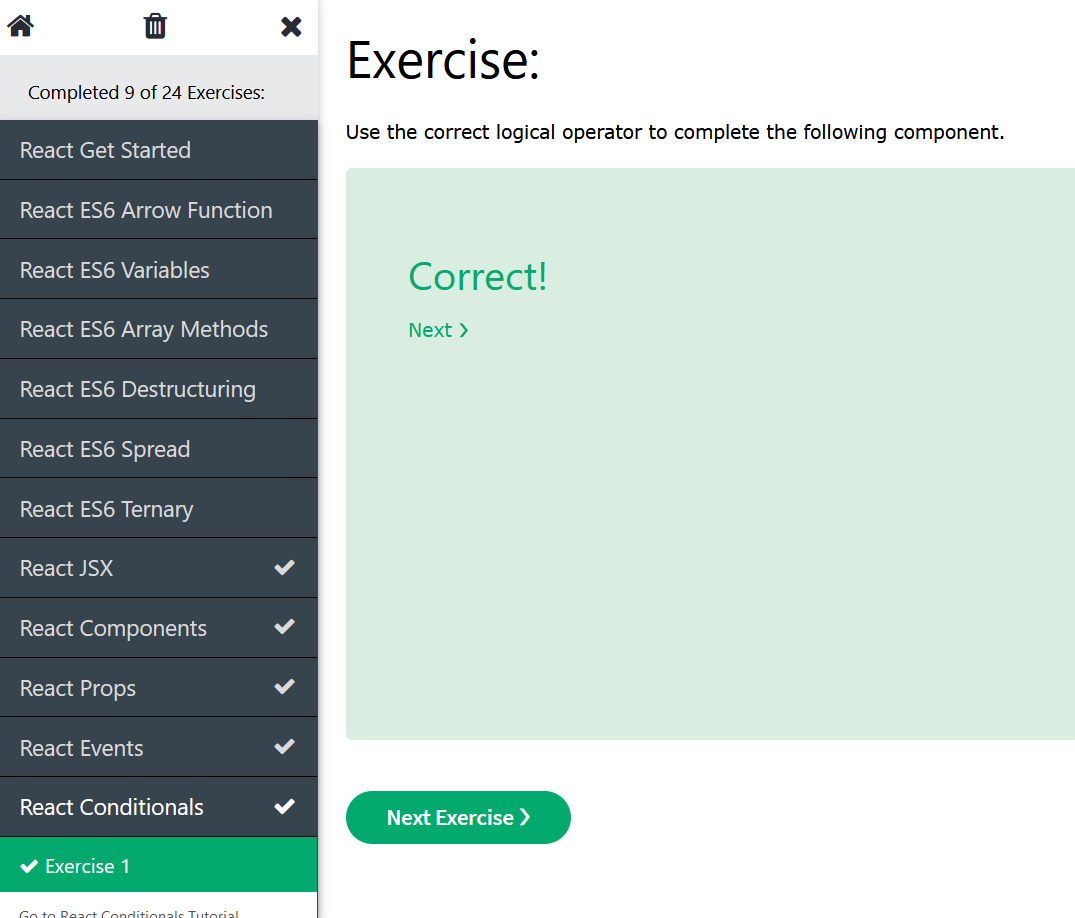 Completed 9 of 24 Exercises:
React Get Started
React ES6 Arrow Function
React ES6 Variables
React ES6 Array Methods
React ES6 Destructuring
React ES6 Spread
React ES6 Ternary
React JSX
React Components
React Props
React Events
React Conditionals
Exercise 1
Go to React Conditionals Tutorial
Exercise:
Use the correct logical operator to complete the following component.
Correct!
Next ❯
Next Exercise ❯